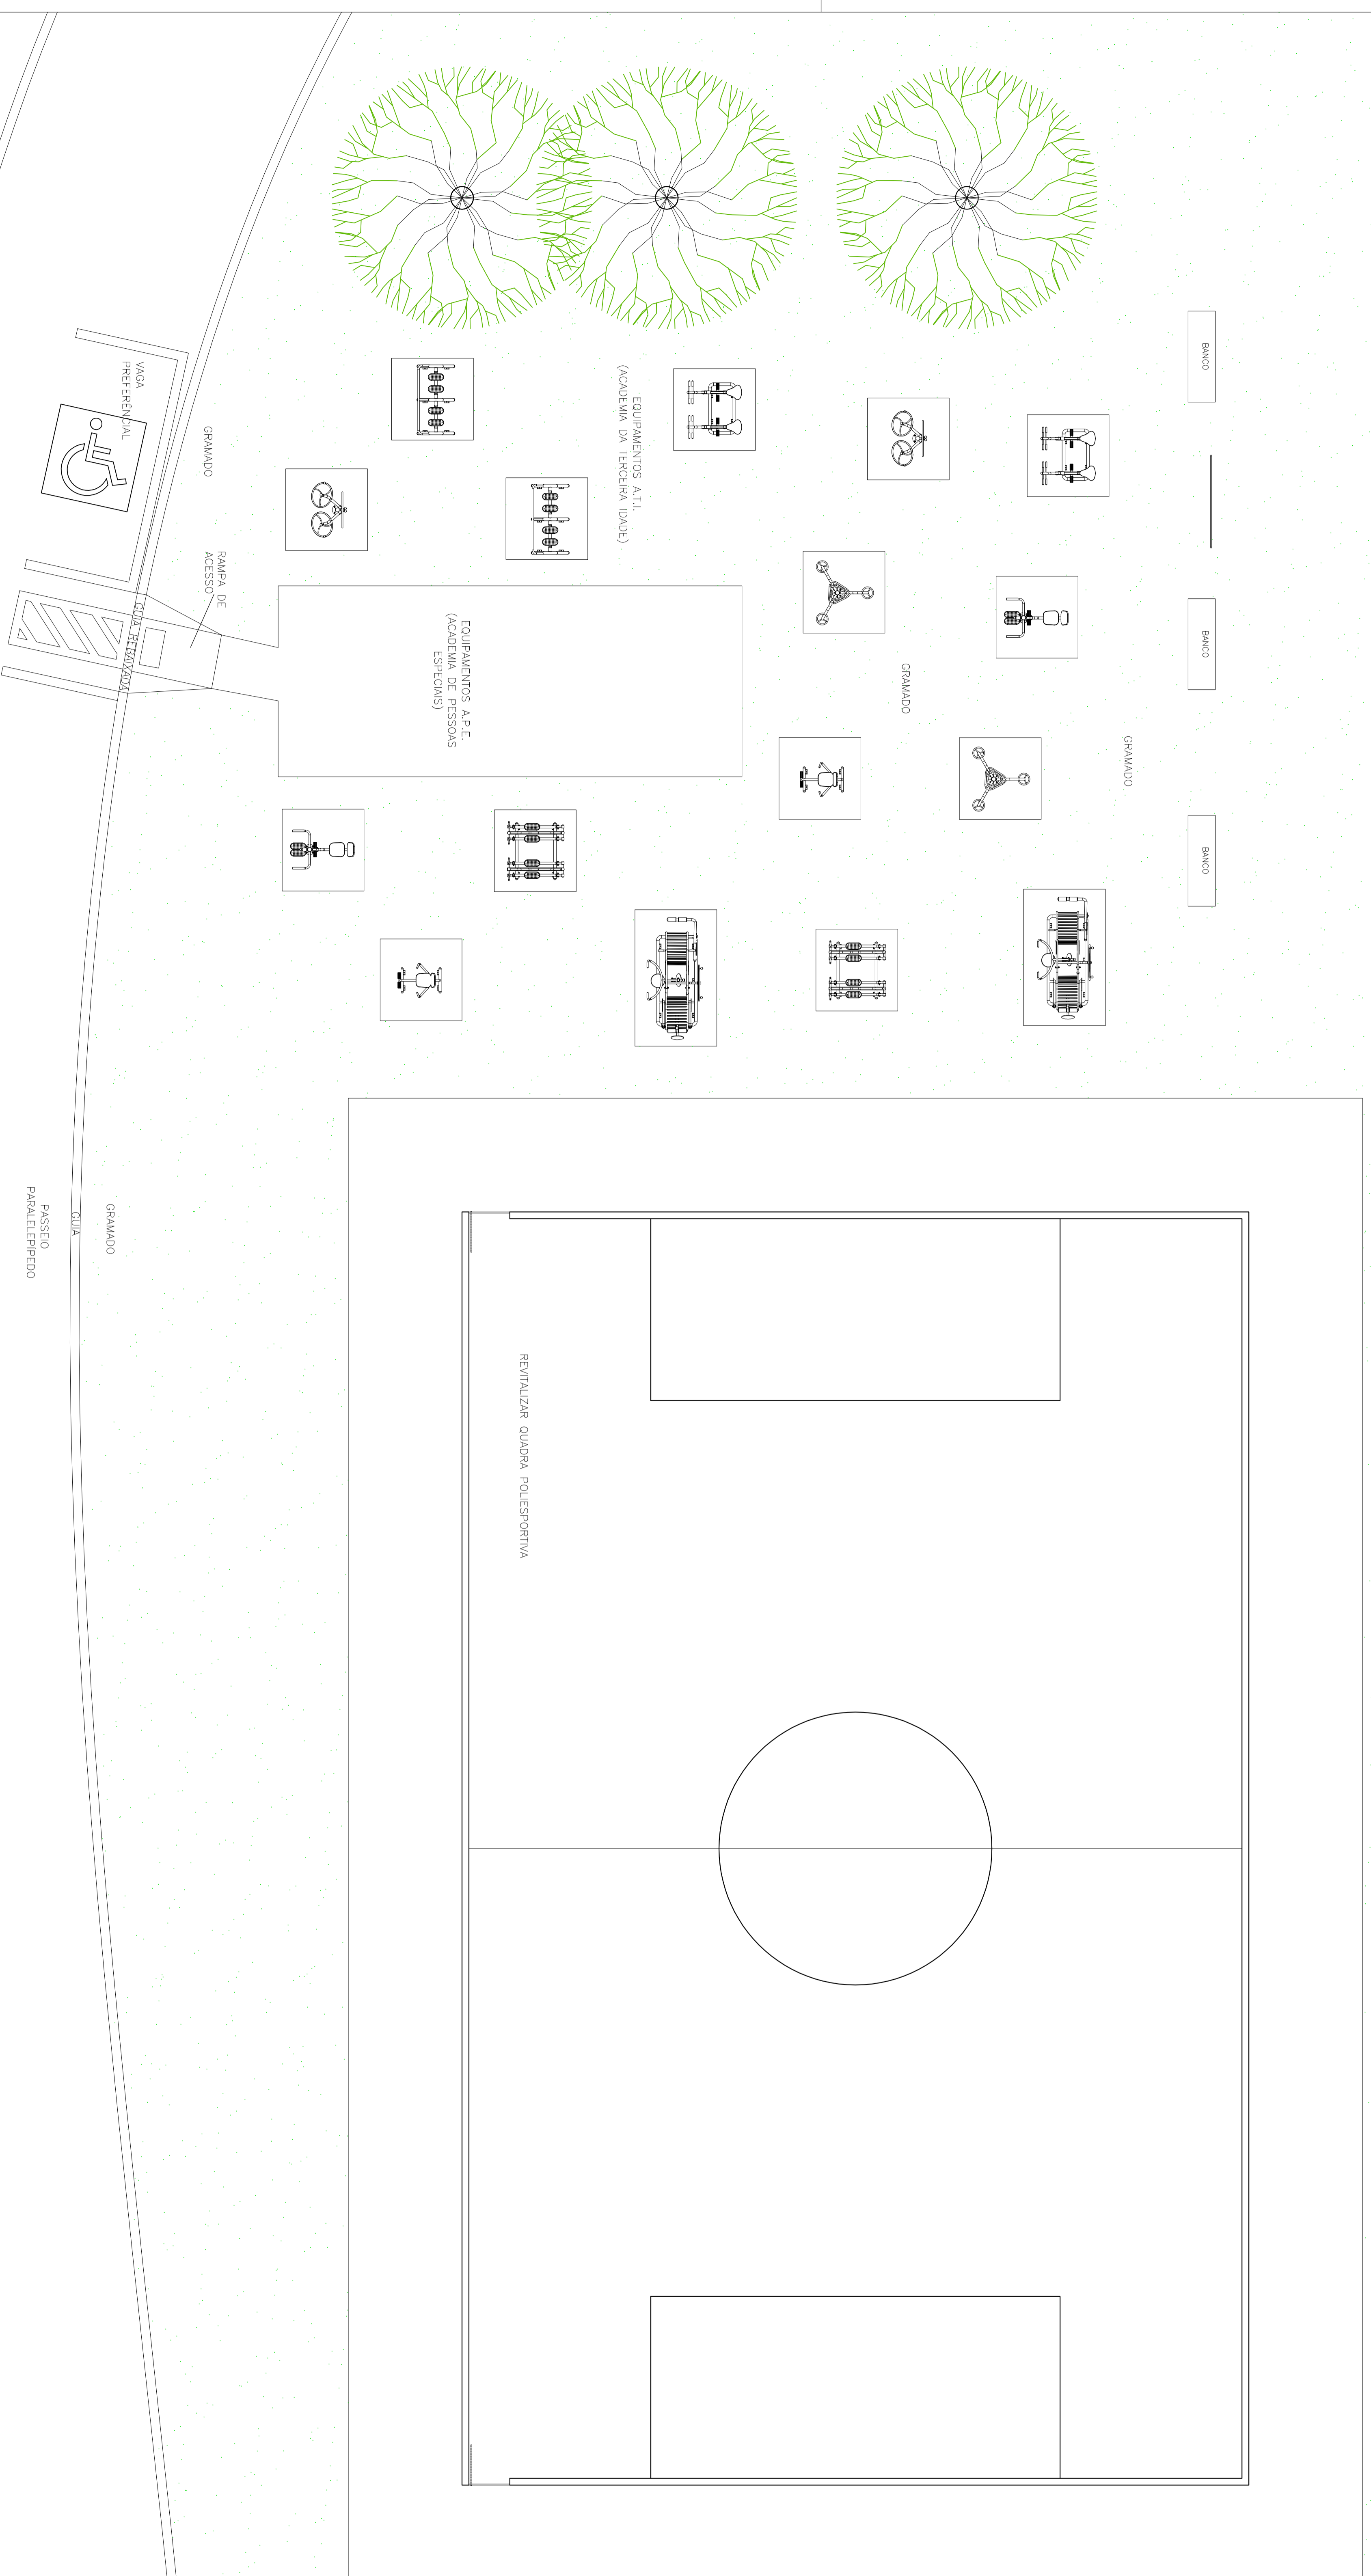 BANCO
BANCO
BANCO
VAGA
PREFERENCIAL
GRAMADO
EQUIPAMENTOS A.T.I.
(ACADEMIA DA TERCEIRA IDADE)
RAMPA DE
ACESSO
GUIA REBAIXADA
EQUIPAMENTOS A.P.E.
(ACADEMIA DE PESSOAS
ESPECIAIS)
GRAMADO
GRAMADO
GRAMADO
GUIA
PASSEIO
PARALELEPÍPEDO
REVITALIZAR QUADRA POLIESPORTIVA